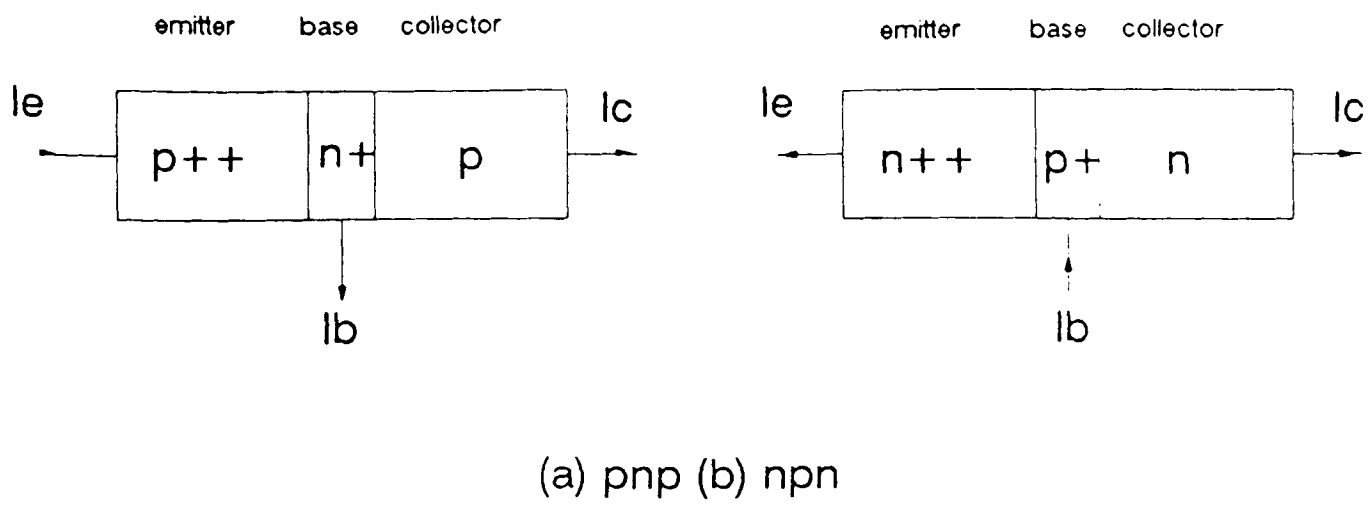 emitter base collector emitter base collector
Ie Ic Ie Ic
p++ n+ p n++ p+ n
Ib Ib
(a) pnp (b) npn